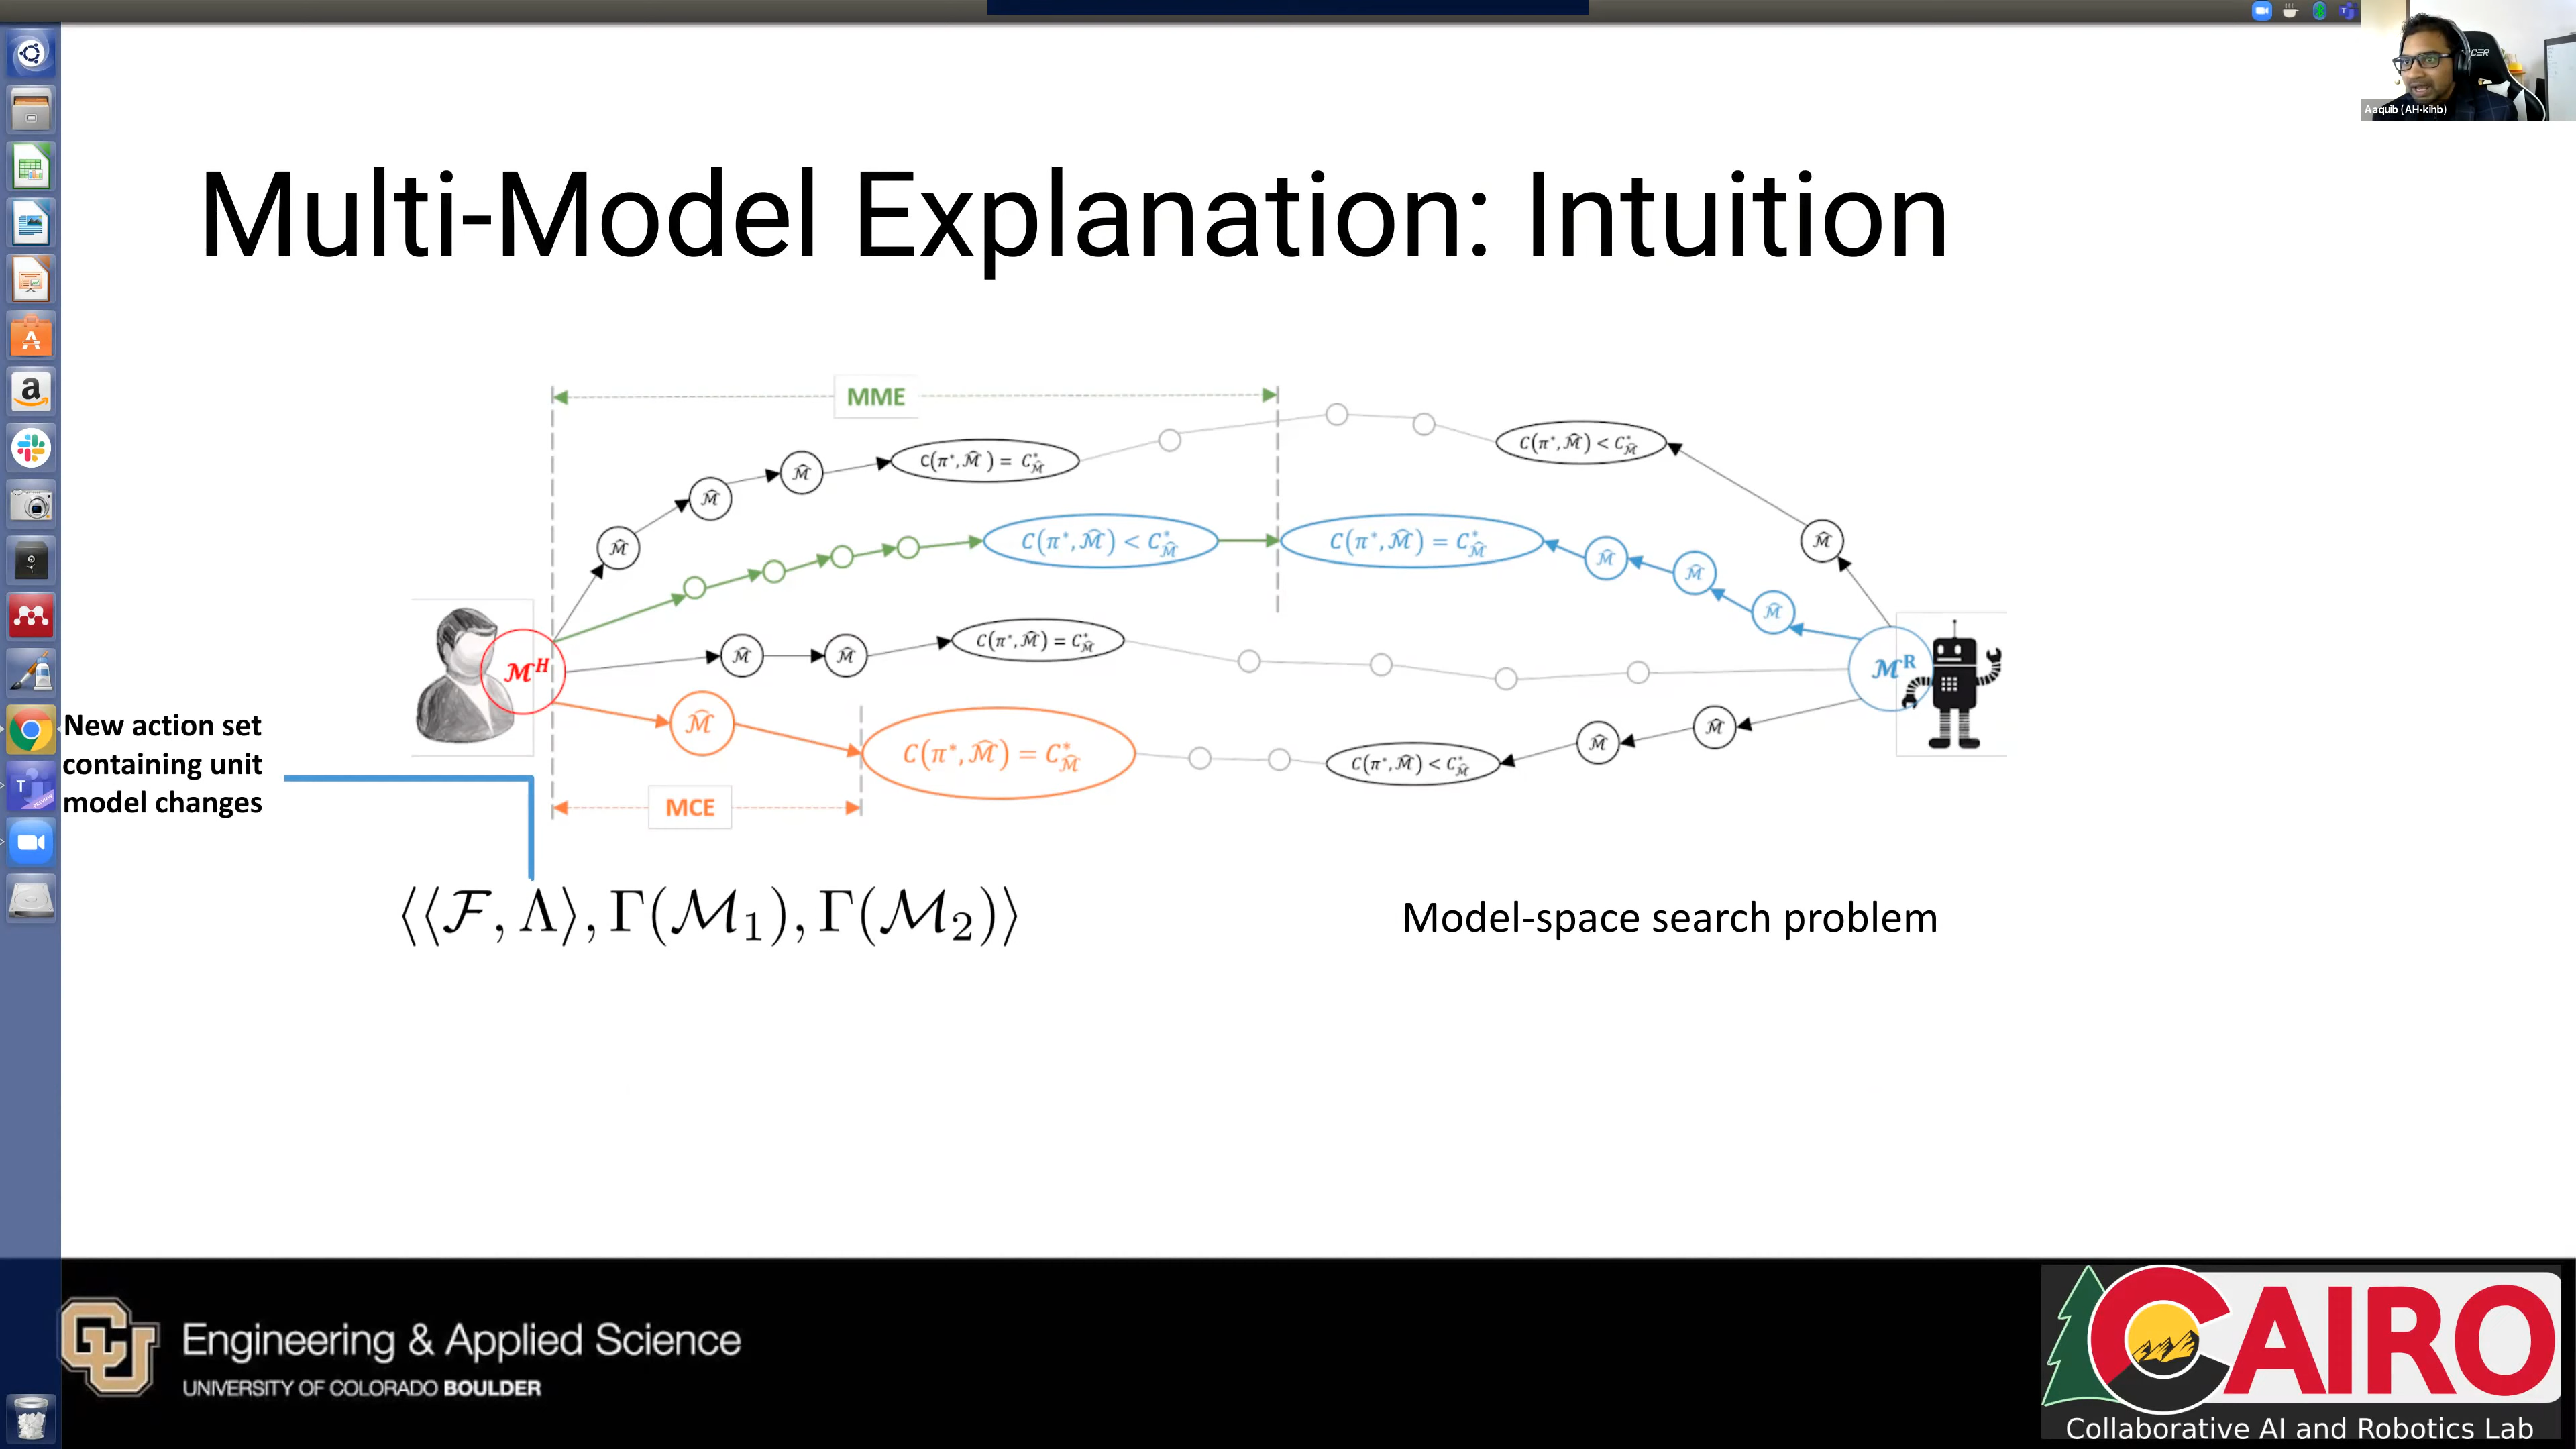 Aaquib (AH-kihb)
Multi-Model Explanation: Intuition
MME
C(π*, M̂) = C*_M̂
C(π*, M̂) < C*_M̂
M̂
M̂
M̂
M̂
C(π*, M̂) < C*_M̂
C(π*, M̂) = C*_M̂
M̂
M̂
M̂
M^H
M̂
M̂
C(π*, M̂) = C*_M̂
M^R
M̂
C(π*, M̂) = C*_M̂
C(π*, M̂) < C*_M̂
M̂
M̂
MCE
New action set
containing unit
model changes
⟨⟨F, Λ⟩, Γ(M₁), Γ(M₂)⟩
Model-space search problem
CU
Engineering & Applied Science
UNIVERSITY OF COLORADO BOULDER
CAIRO
Collaborative AI and Robotics Lab